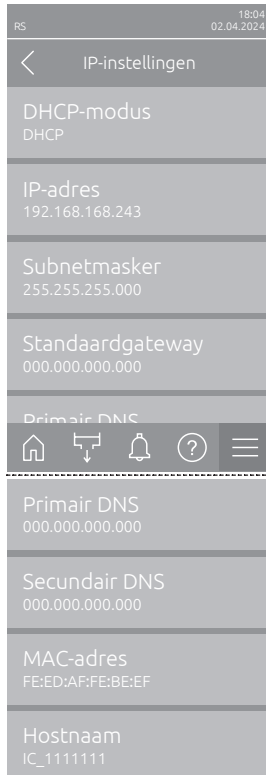 18:04
RS 02.04.2024
IP-instellingen
DHCP-modus
DHCP
IP-adres
192.168.168.243
Subnetmasker
255.255.255.000
Standaardgateway
000.000.000.000
Primair DNS
?
Primair DNS
000.000.000.000
Secundair DNS
000.000.000.000
MAC-adres
FE:ED:AF:FE:BE:EF
Hostnaam
IC_1111111